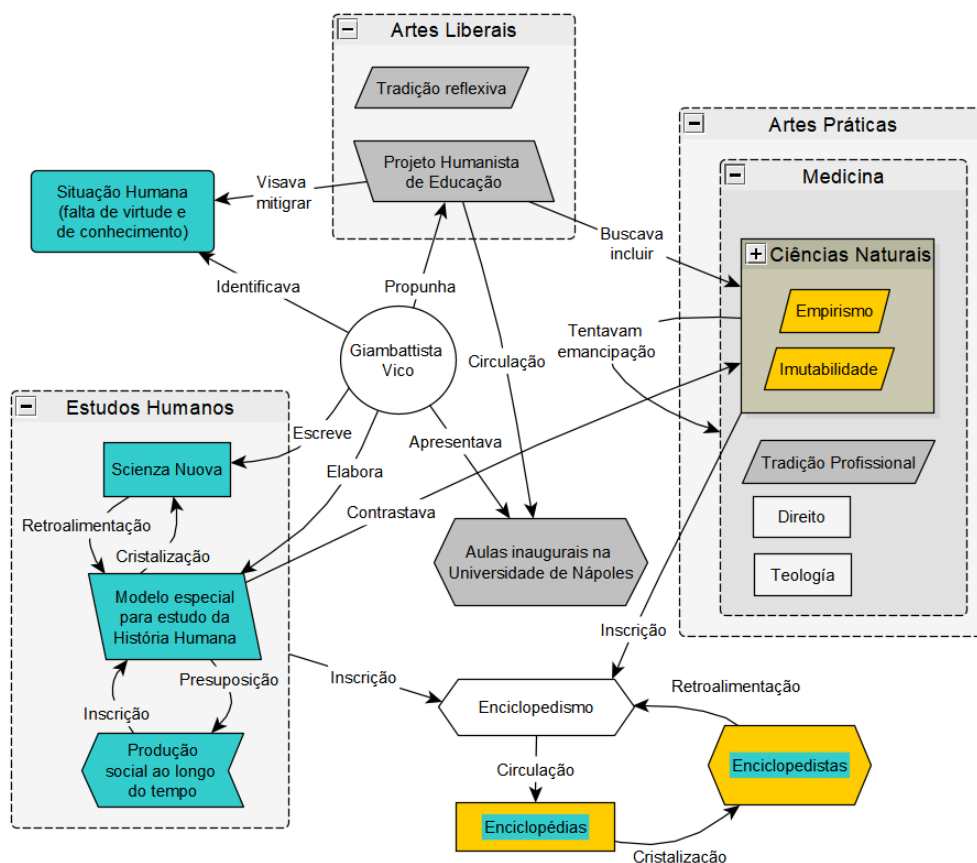 Artes Liberais
Tradição reflexiva
Projeto Humanista
de Educação
Artes Práticas
Medicina
Ciências Naturais
Empirismo
Imutabilidade
Tradição Profissional
Direito
Teología
Situação Humana
(falta de virtude e
de conhecimento)
Visava
mitigrar
Buscava
incluir
Identificava
Propunha
Giambattista
Vico
Circulação
Tentavam
emancipação
Estudos Humanos
Scienza Nuova
Escreve
Elabora
Apresentava
Retroalimentação
Cristalização
Contrastava
Aulas inaugurais na
Universidade de Nápoles
Modelo especial
para estudo da
História Humana
Presuposição
Inscrição
Produção
social ao longo
do tempo
Inscrição
Inscrição
Enciclopedismo
Retroalimentação
Circulação
Enciclopedistas
Enciclopédias
Cristalização